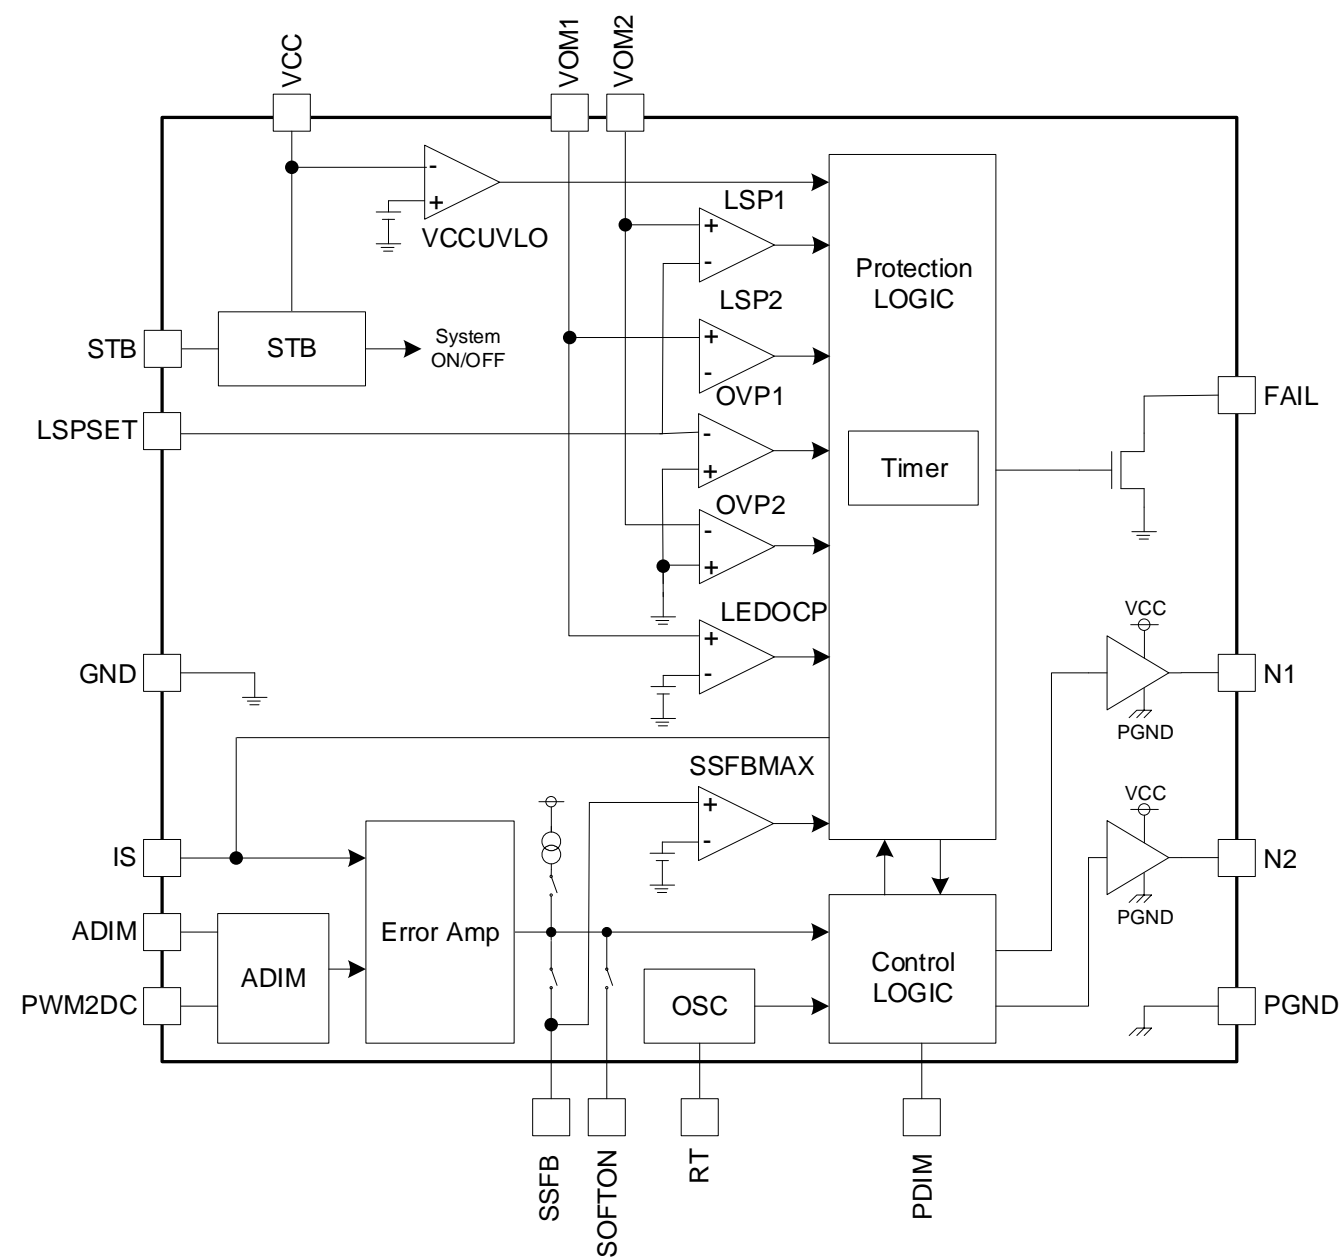 VCC
VOM1
VOM2
-
+
VCCUVLO
LSP1
+
-
Protection
LOGIC
LSP2
+
-
STB
STB
System
ON/OFF
OVP1
-
+
FAIL
LSPSET
Timer
OVP2
-
+
LEDOCP
+
-
VCC
GND
N1
PGND
SSFBMAX
+
-
VCC
IS
N2
PGND
ADIM
Error Amp
ADIM
Control
LOGIC
PWM2DC
OSC
PGND
SSFB
SOFTON
RT
PDIM